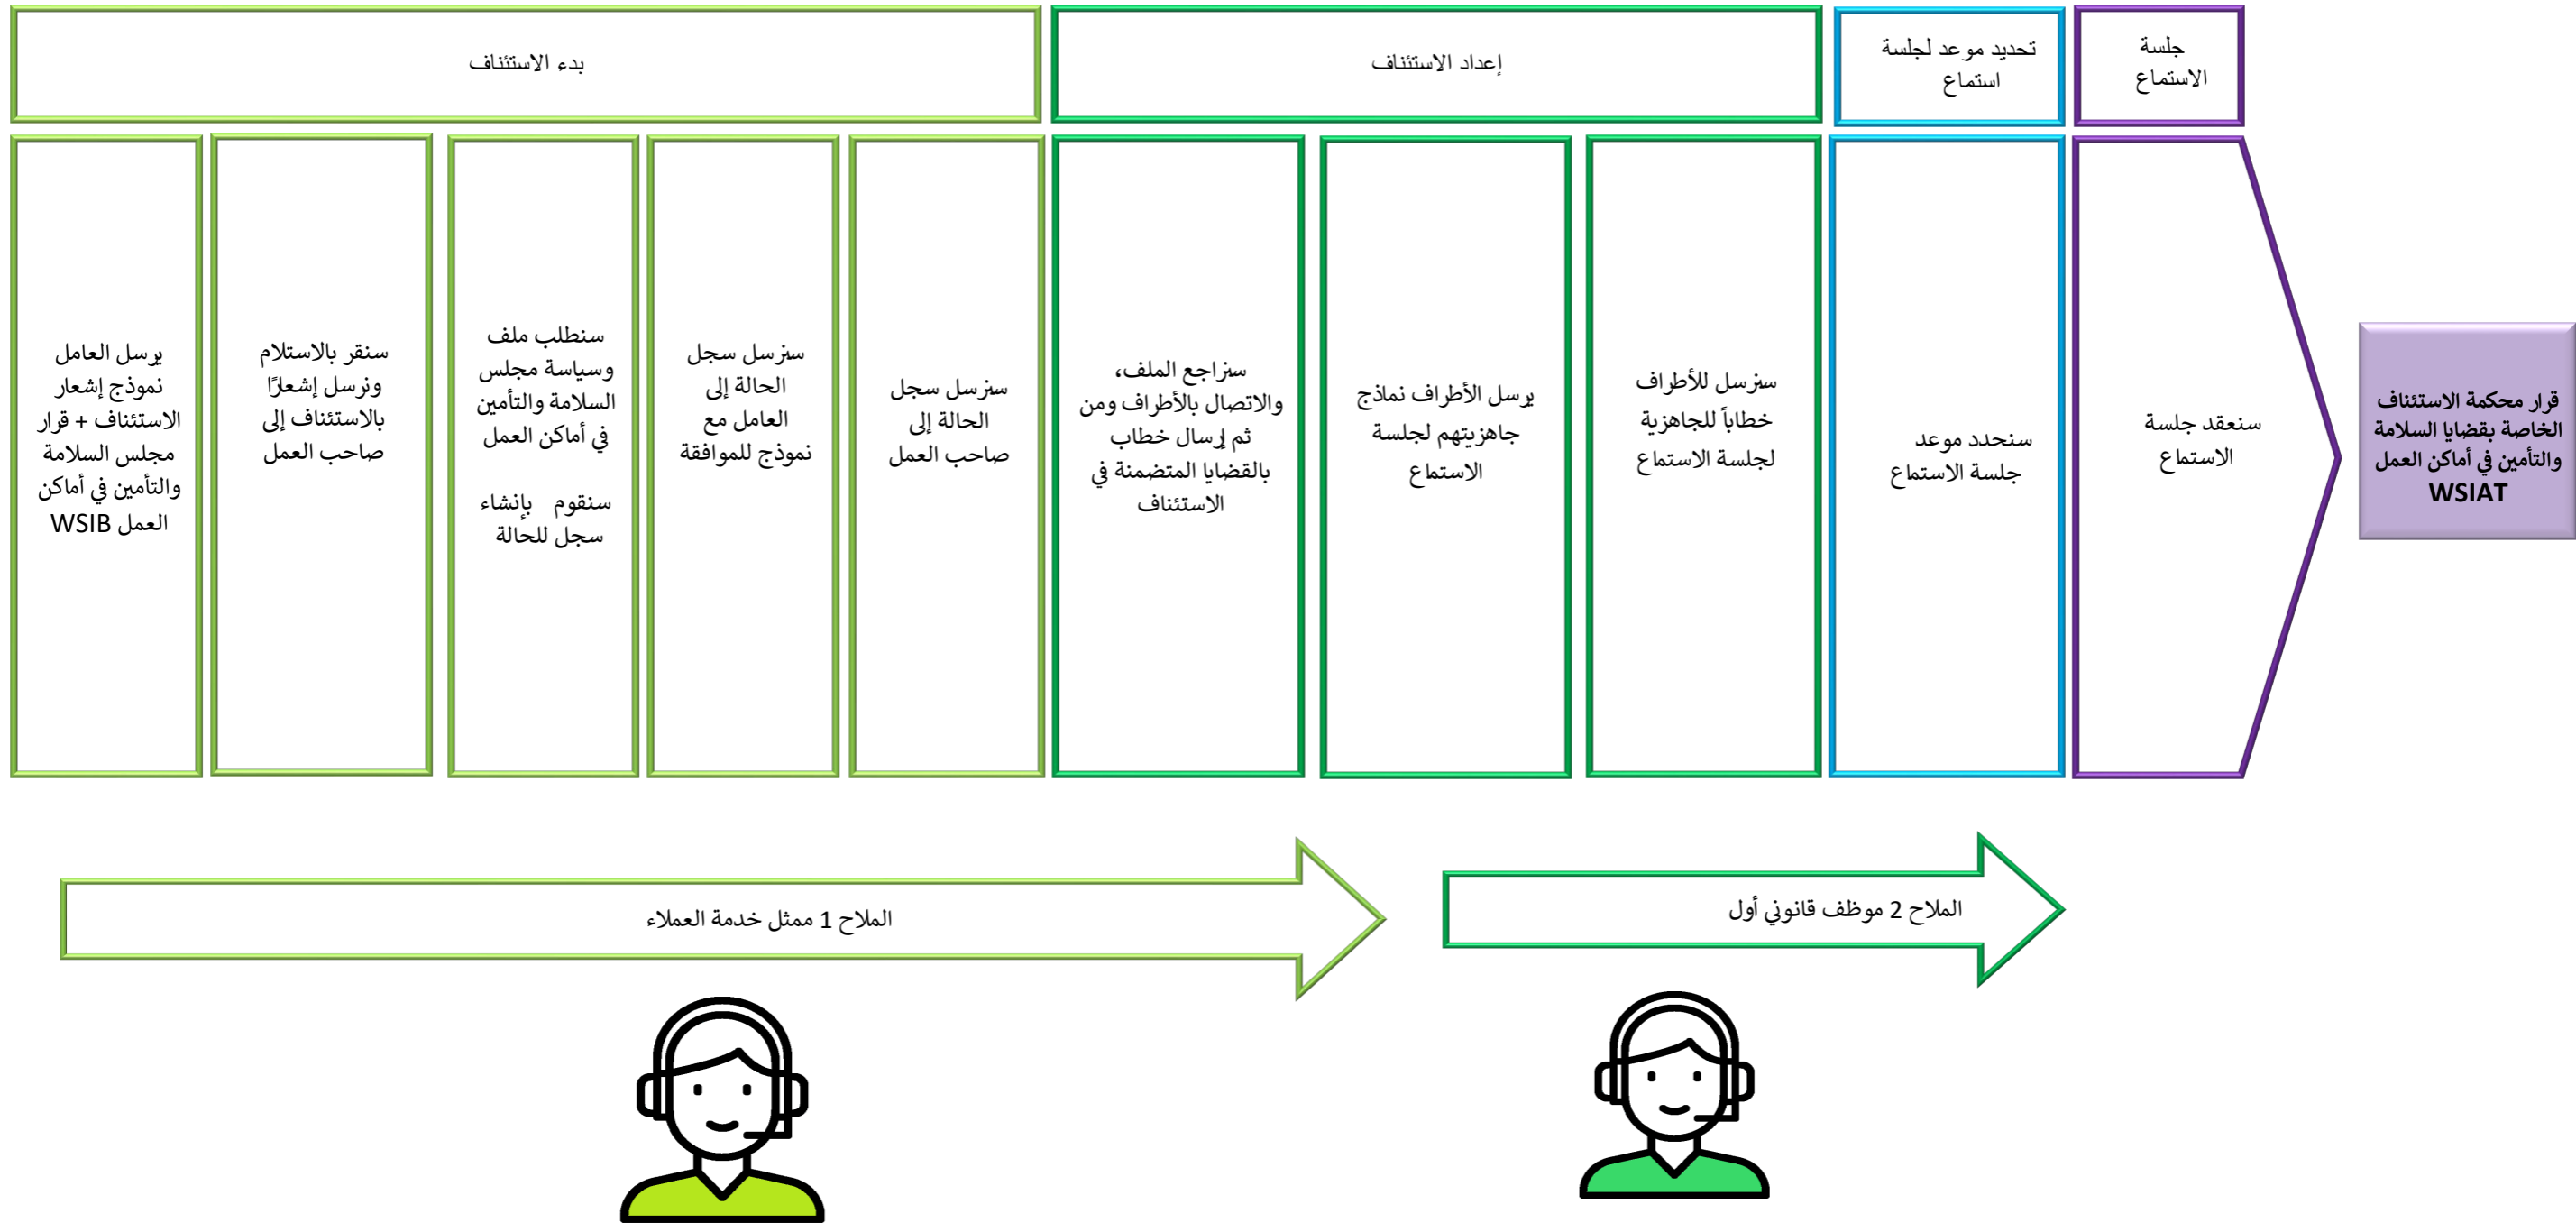 بدء الاستئناف
إعداد الاستئناف
تحديد موعد لجلسة
استماع
جلسة
الاستماع
يرسل العامل
نموذج إشعار
الاستئناف + قرار
مجلس السلامة
والتأمين في أماكن
العمل WSIB
سنقر بالاستلام
ونرسل إشعارًا
بالاستئناف إلى
صاحب العمل
سنطلب ملف
وسياسة مجلس
السلامة والتأمين
في أماكن العمل
سنقوم بإنشاء
سجل للحالة
سنرسل سجل
الحالة إلى
العامل مع
نموذج للموافقة
سنرسل سجل
الحالة إلى
صاحب العمل
سنراجع الملف،
والاتصال بالأطراف ومن
ثم إرسال خطاب
بالقضايا المتضمنة في
الاستئناف
يرسل الأطراف نماذج
جاهزيتهم لجلسة
الاستماع
سنرسل للأطراف
خطاباً للجاهزية
لجلسة الاستماع
سنحدد موعد
جلسة الاستماع
سنعقد جلسة
الاستماع
قرار محكمة الاستئناف
الخاصة بقضايا السلامة
والتأمين في أماكن العمل
WSIAT
الملاح 1 ممثل خدمة العملاء
الملاح 2 موظف قانوني أول